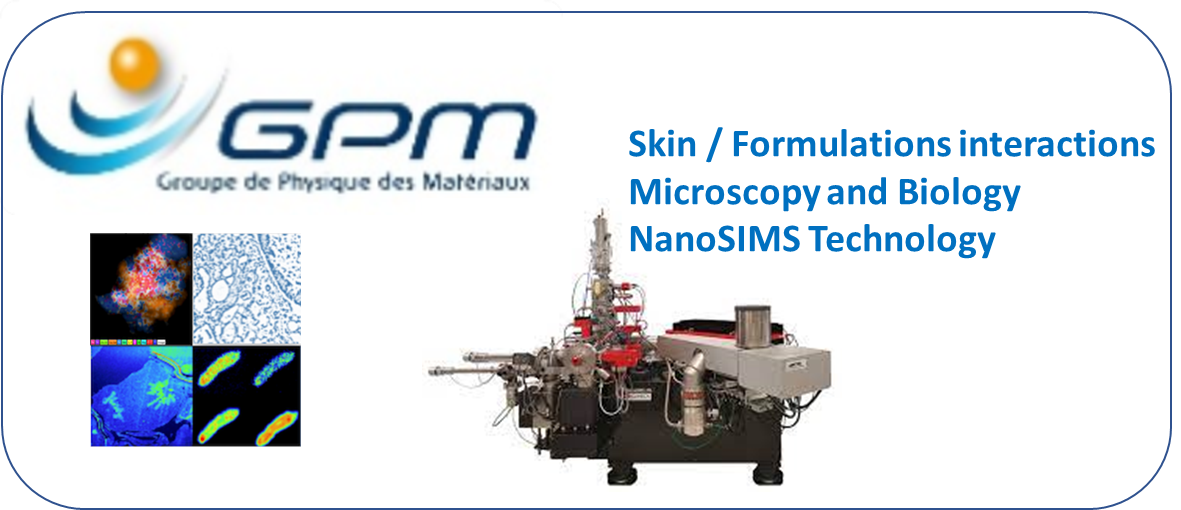 GPM
Groupe de Physique des Matériaux
Skin / Formulations interactions
Microscopy and Biology
NanoSIMS Technology